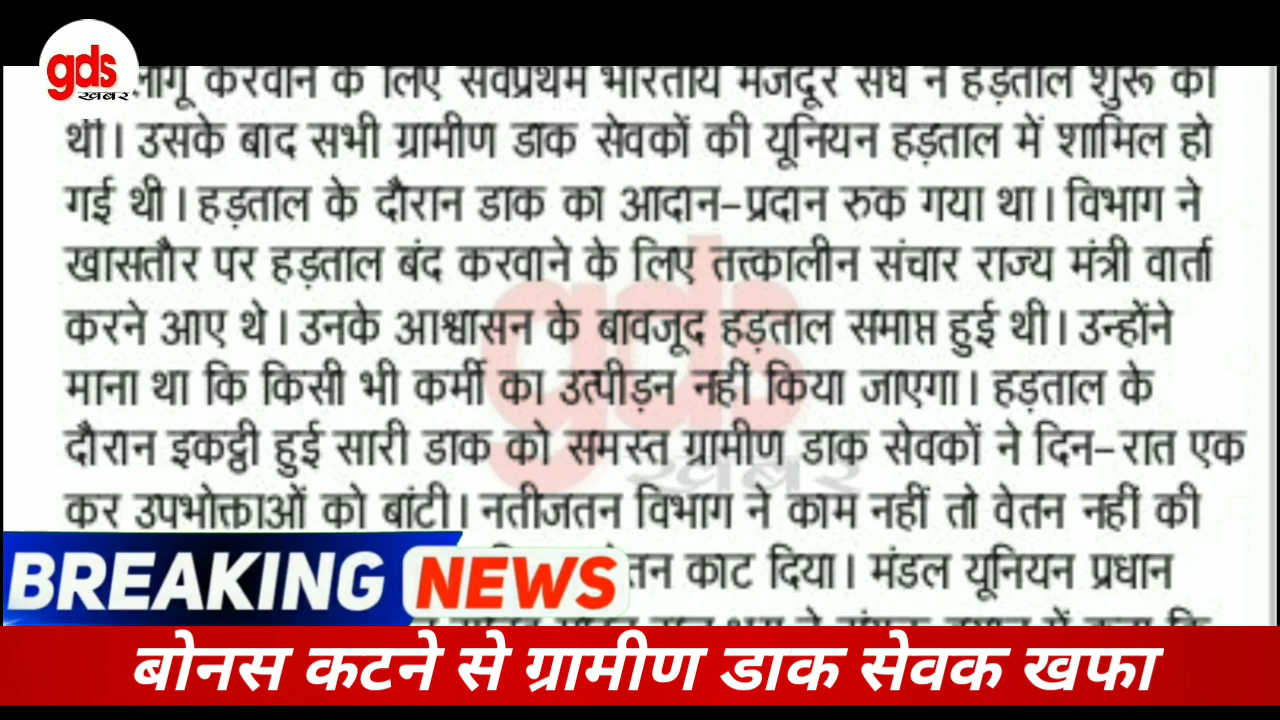 gds
खबर
लागू करवाने के लिए सर्वप्रथम भारतीय मजदूर संघ ने हड़ताल शुरू की
थी। उसके बाद सभी ग्रामीण डाक सेवकों की यूनियन हड़ताल में शामिल हो
गई थी। हड़ताल के दौरान डाक का आदान-प्रदान रुक गया था। विभाग ने
खासतौर पर हड़ताल बंद करवाने के लिए तत्कालीन संचार राज्य मंत्री वार्ता
करने आए थे। उनके आश्वासन के बावजूद हड़ताल समाप्त हुई थी। उन्होंने
माना था कि किसी भी कर्मी का उत्पीड़न नहीं किया जाएगा। हड़ताल के
दौरान इकट्ठी हुई सारी डाक को समस्त ग्रामीण डाक सेवकों ने दिन-रात एक
कर उपभोक्ताओं को बांटी। नतीजतन विभाग ने काम नहीं तो वेतन नहीं की
काट दिया। मंडल यूनियन प्रधान
BREAKING NEWS
बोनस कटने से ग्रामीण डाक सेवक खफा